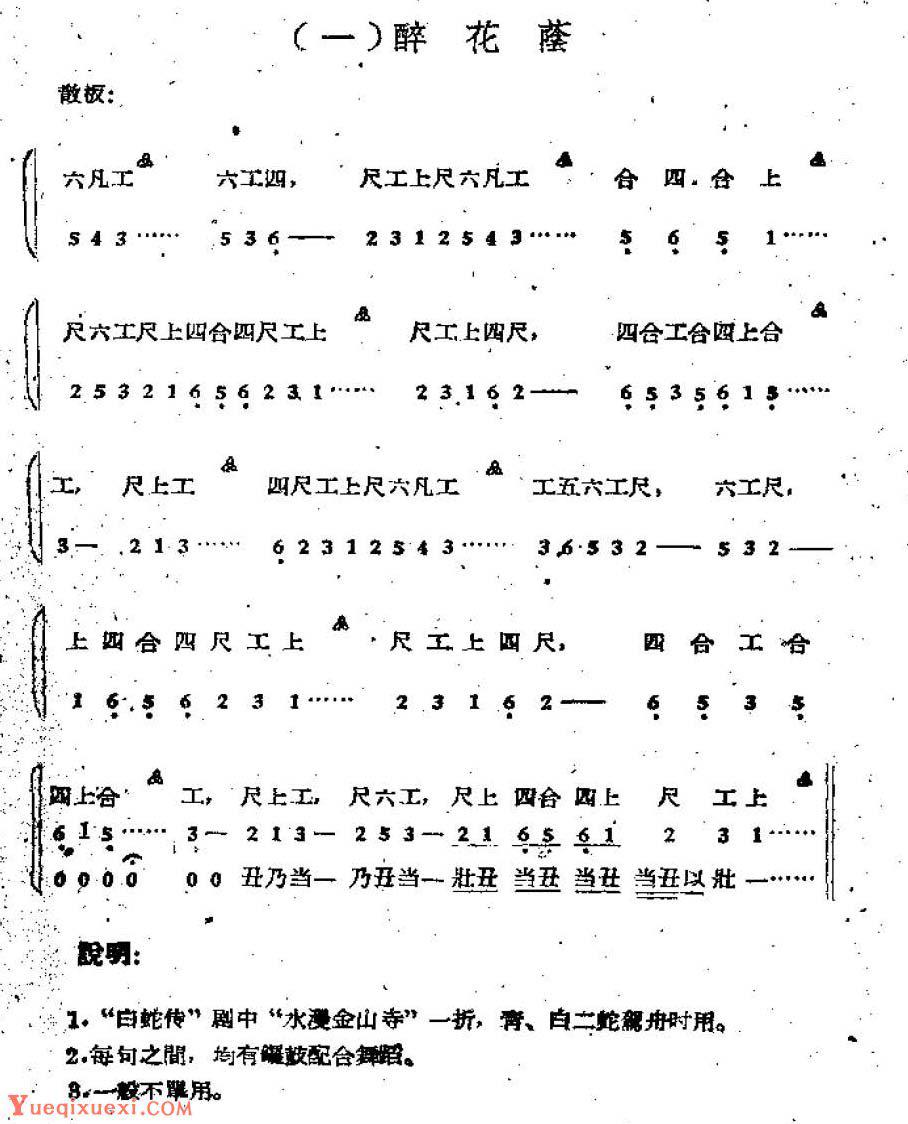 （一）醉花蔭
散板：
六凡工 六工四， 尺工上尺六凡工 合四合上
5 4 3 …… 5 3 6 —— 2 3 1 2 5 4 3 …… 5 6 5 1 ……
尺六工尺上四合四尺工上 尺工上四尺， 四合工合四上合
2 5 3 2 1 6 5 6 2 3 1 …… 2 3 1 6 2 —— 6 5 3 5 6 1 5 ……
工， 尺上工 四尺工上尺六凡工 工五六工尺， 六工尺，
3 — 2 1 3 …… 6 2 3 1 2 5 4 3 …… 3 6 5 3 2 —— 5 3 2 ——
上四合四尺工上 尺工上四尺， 四合工合
1 6 5 6 2 3 1 …… 2 3 1 6 2 —— 6 5 3 5
四上合 工， 尺上工， 尺六工， 尺上四合四上 尺 工上
6 1 5 …… 3 — 2 1 3 — 2 5 3 — 2 1 6 5 6 1 2 3 1 ……
0 0 0 0 0 0 丑乃当— 乃丑当— 壮丑 当丑 当丑 当丑以壮 — ……
說明：
1.“白蛇传”剧中“水漫金山寺”一折，青、白二蛇駕舟时用。
2.每句之間，均有鑼鼓配合舞蹈。
3.一般不單用。
Yueqixuexi.com